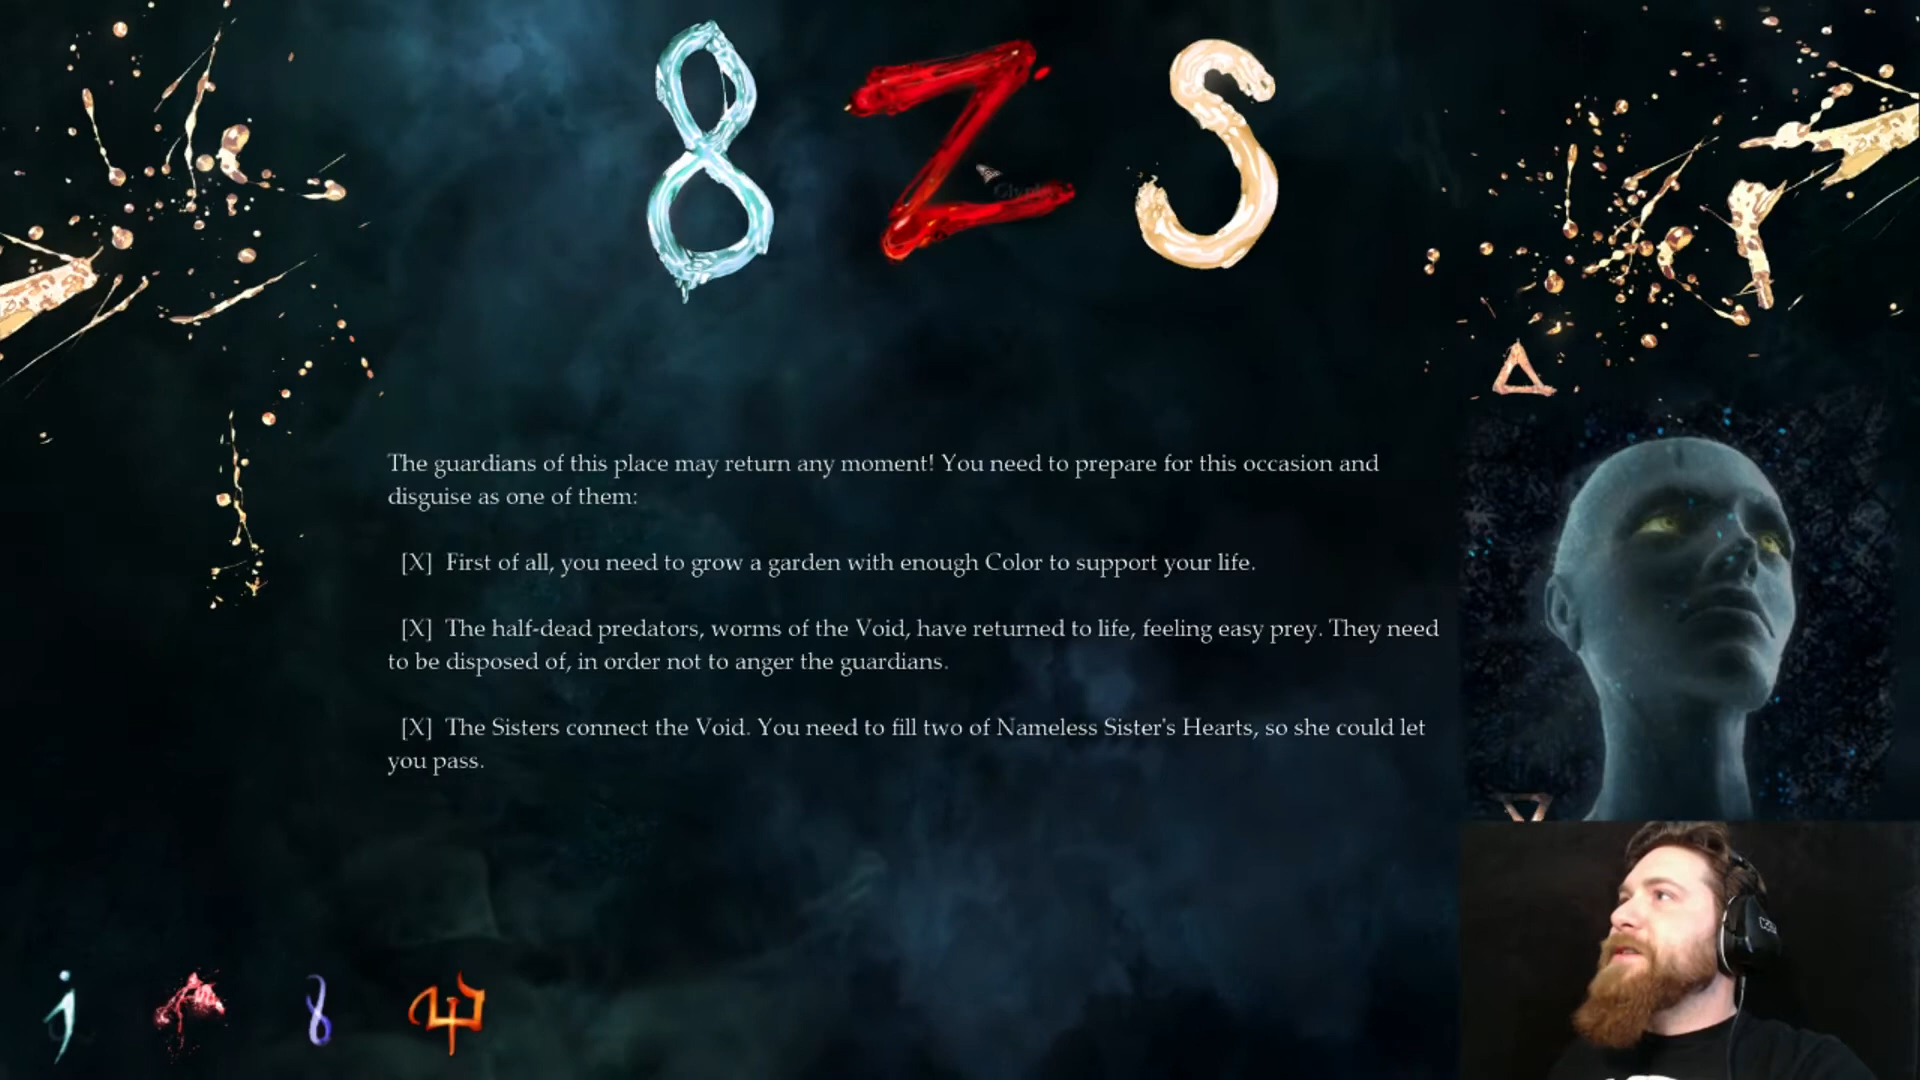 8 Z S
The guardians of this place may return any moment! You need to prepare for this occasion and
disguise as one of them:
[X] First of all, you need to grow a garden with enough Color to support your life.
[X] The half-dead predators, worms of the Void, have returned to life, feeling easy prey. They need
to be disposed of, in order not to anger the guardians.
[X] The Sisters connect the Void. You need to fill two of Nameless Sister's Hearts, so she could let
you pass.